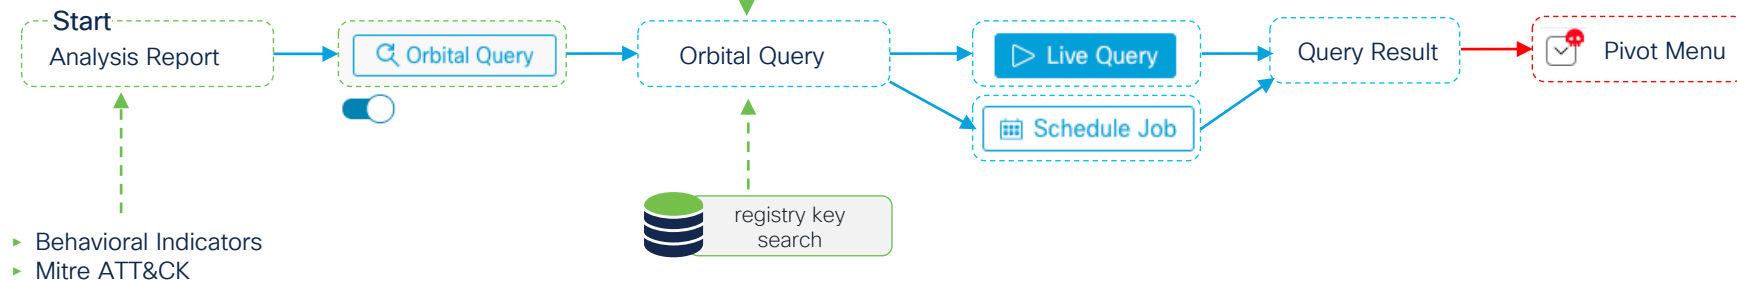 Start
Analysis Report
Orbital Query
Orbital Query
Live Query
Schedule Job
Query Result
Pivot Menu
registry key
search
Behavioral Indicators
Mitre ATT&CK